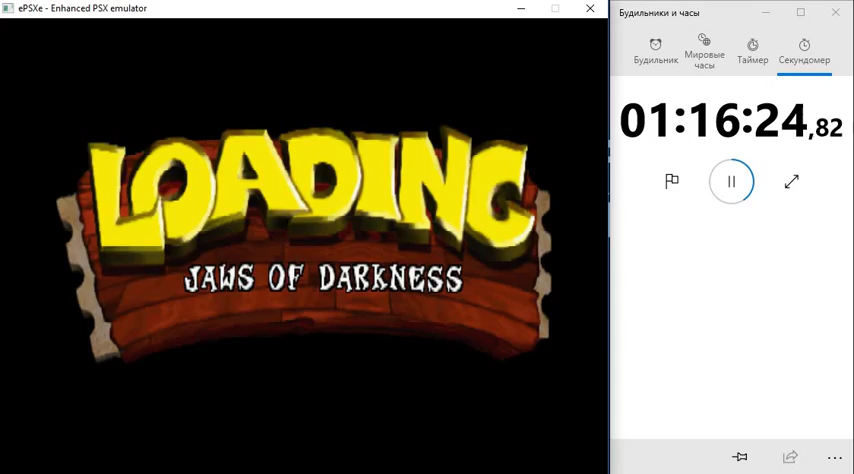 ePSXe - Enhanced PSX emulator
LOADING
JAWS OF DARKNESS
Будильники и часы
Будильник
Мировые
часы
Таймер
Секундомер
01:16:24,82